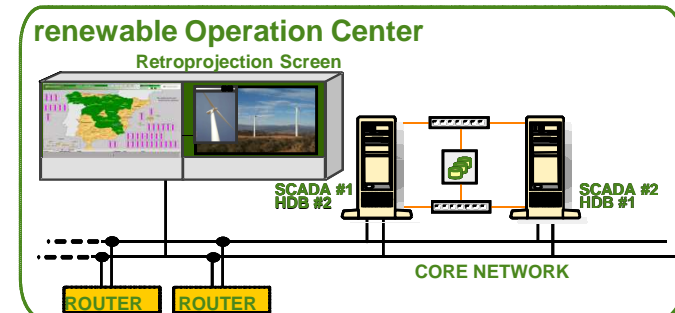 renewable Operation Center
Retroprojection Screen
SCADA #1
HDB #2
SCADA #2
HDB #1
CORE NETWORK
ROUTER
ROUTER